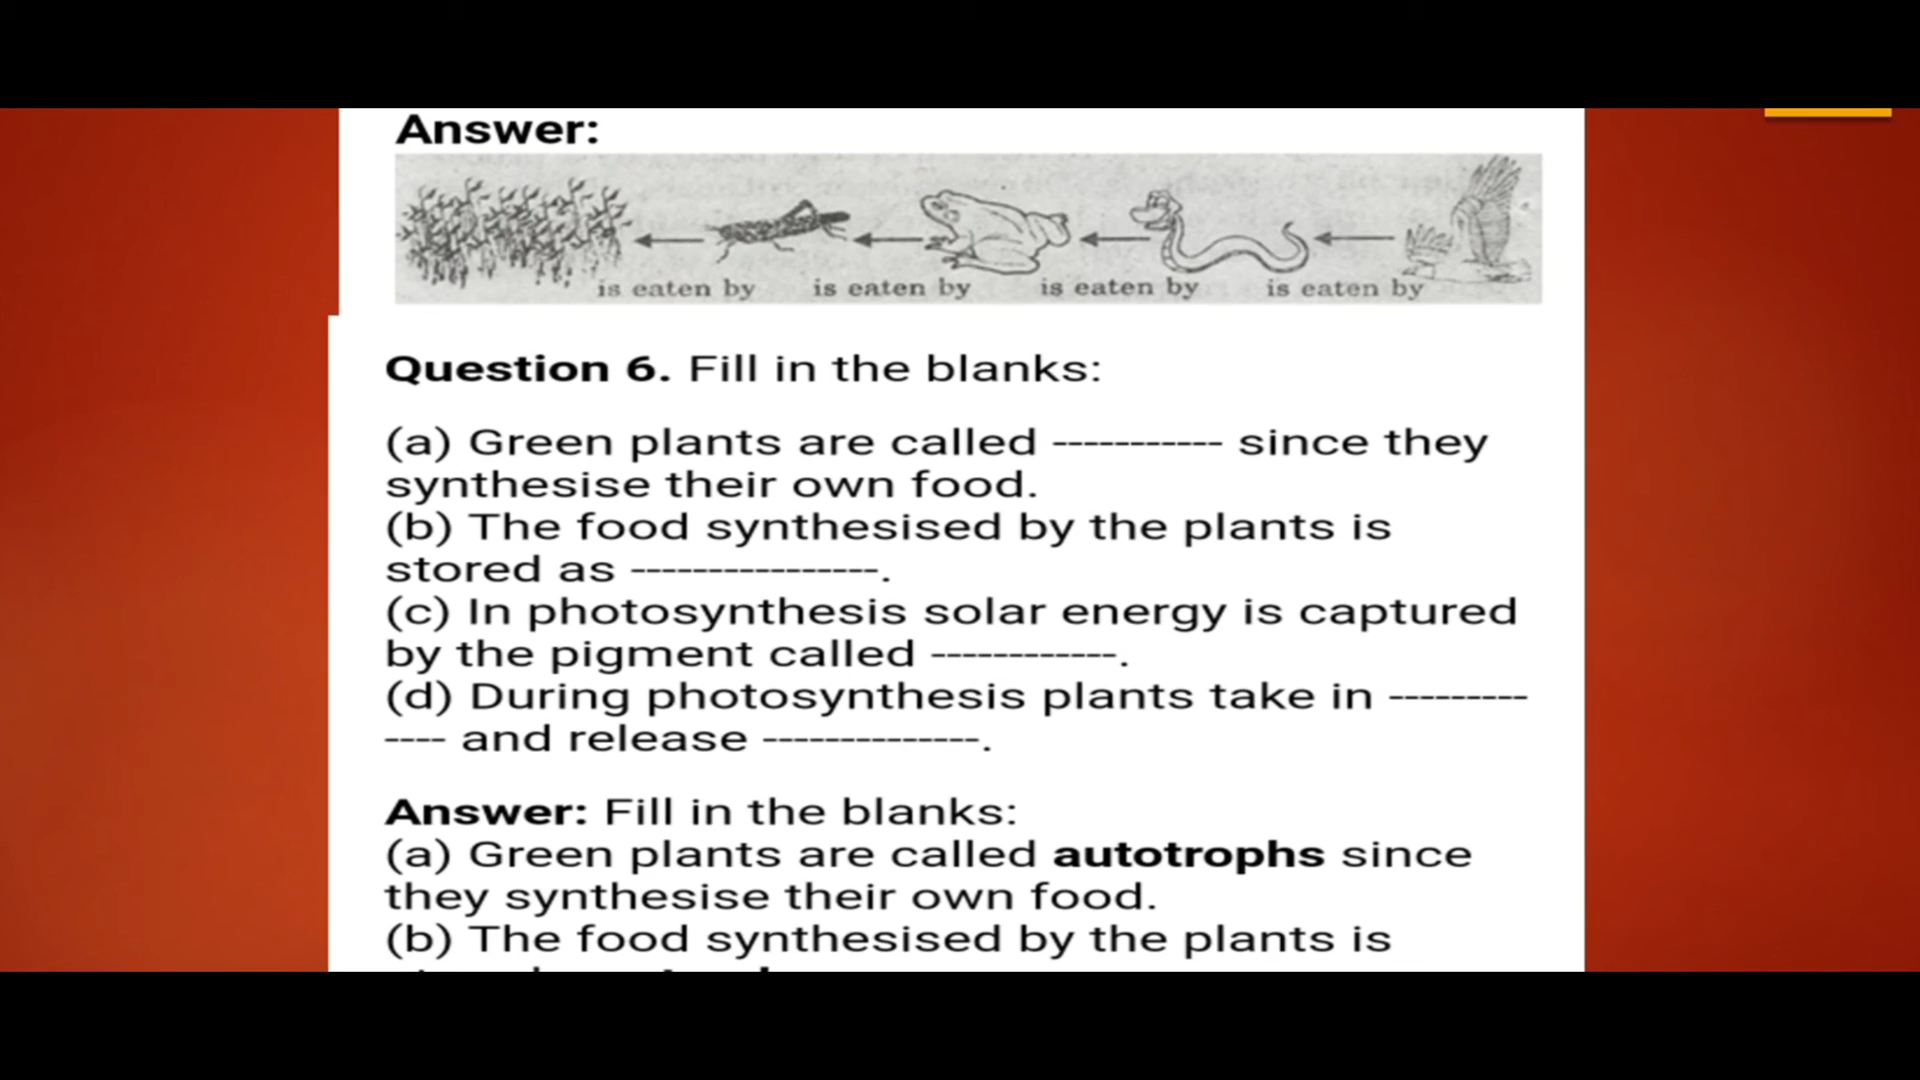 Answer:
is eaten by is eaten by is eaten by is eaten by
Question 6. Fill in the blanks:
(a) Green plants are called ----------- since they
synthesise their own food.
(b) The food synthesised by the plants is
stored as ----------------.
(c) In photosynthesis solar energy is captured
by the pigment called ------------.
(d) During photosynthesis plants take in ---------
---- and release --------------.
Answer: Fill in the blanks:
(a) Green plants are called autotrophs since
they synthesise their own food.
(b) The food synthesised by the plants is